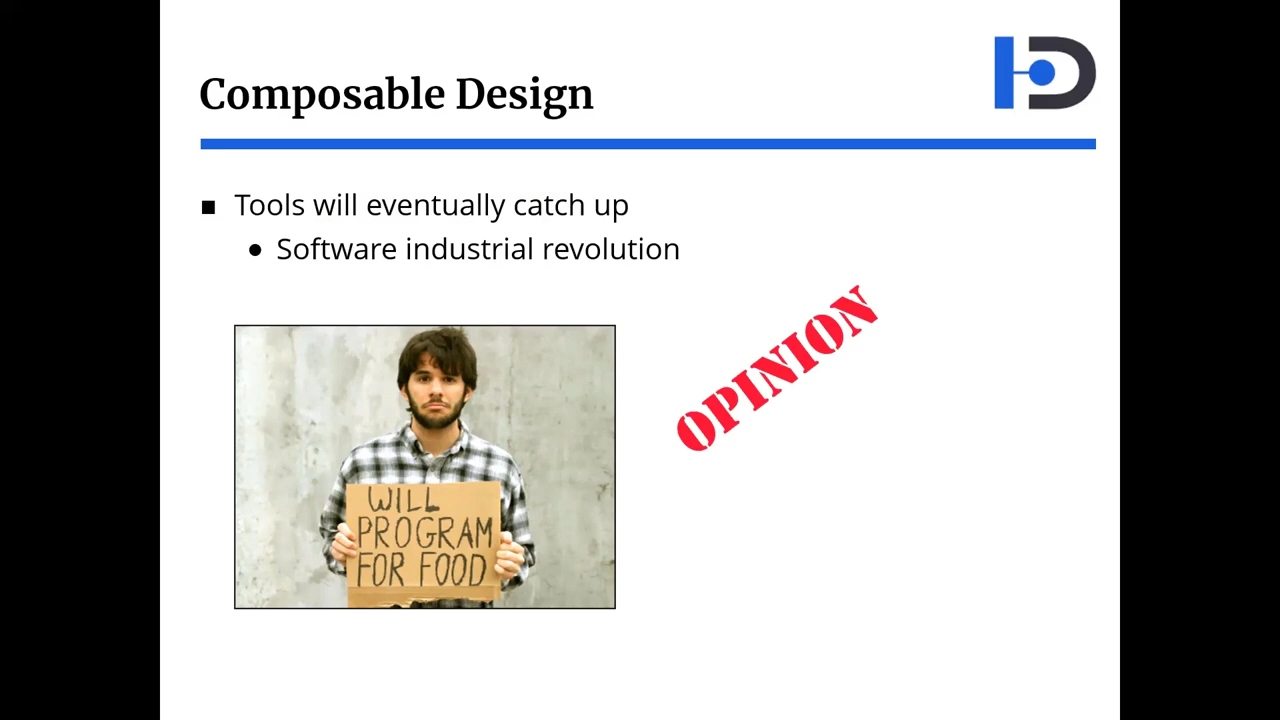 Composable Design
Tools will eventually catch up
Software industrial revolution
OPINION
WILL
PROGRAM
FOR FOOD